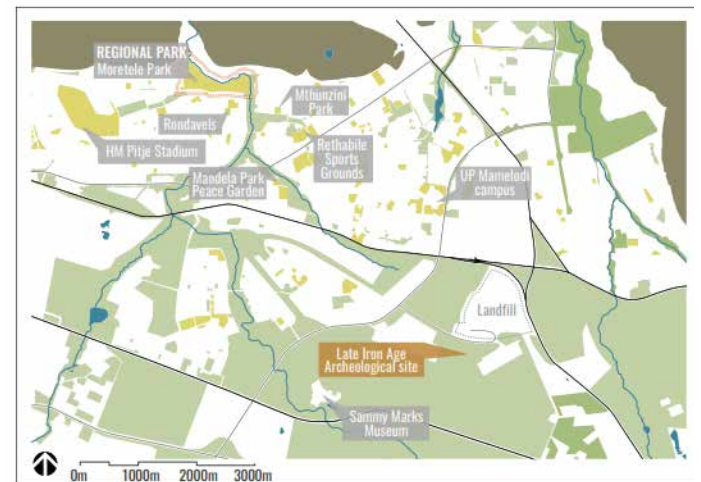 REGIONAL PARK
Moretele Park
Mthunzini
Park
Rondavels
HM Pitje Stadium
Rethabile
Sports
Grounds
Mandela Park
Peace Garden
UP Mamelodi
campus
Landfill
Late Iron Age
Archeological site
Sammy Marks
Museum
0m 1000m 2000m 3000m